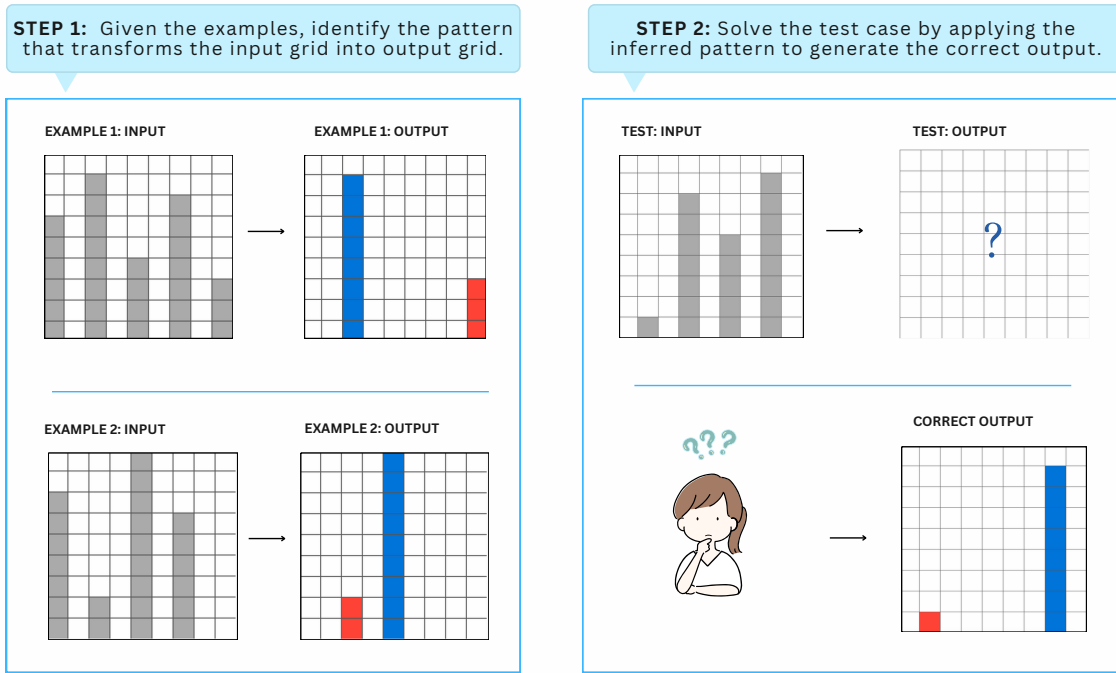 STEP 1: Given the examples, identify the pattern
that transforms the input grid into output grid.
EXAMPLE 1: INPUT
EXAMPLE 1: OUTPUT
EXAMPLE 2: INPUT
EXAMPLE 2: OUTPUT
STEP 2: Solve the test case by applying the
inferred pattern to generate the correct output.
TEST: INPUT
TEST: OUTPUT
?
???
CORRECT OUTPUT